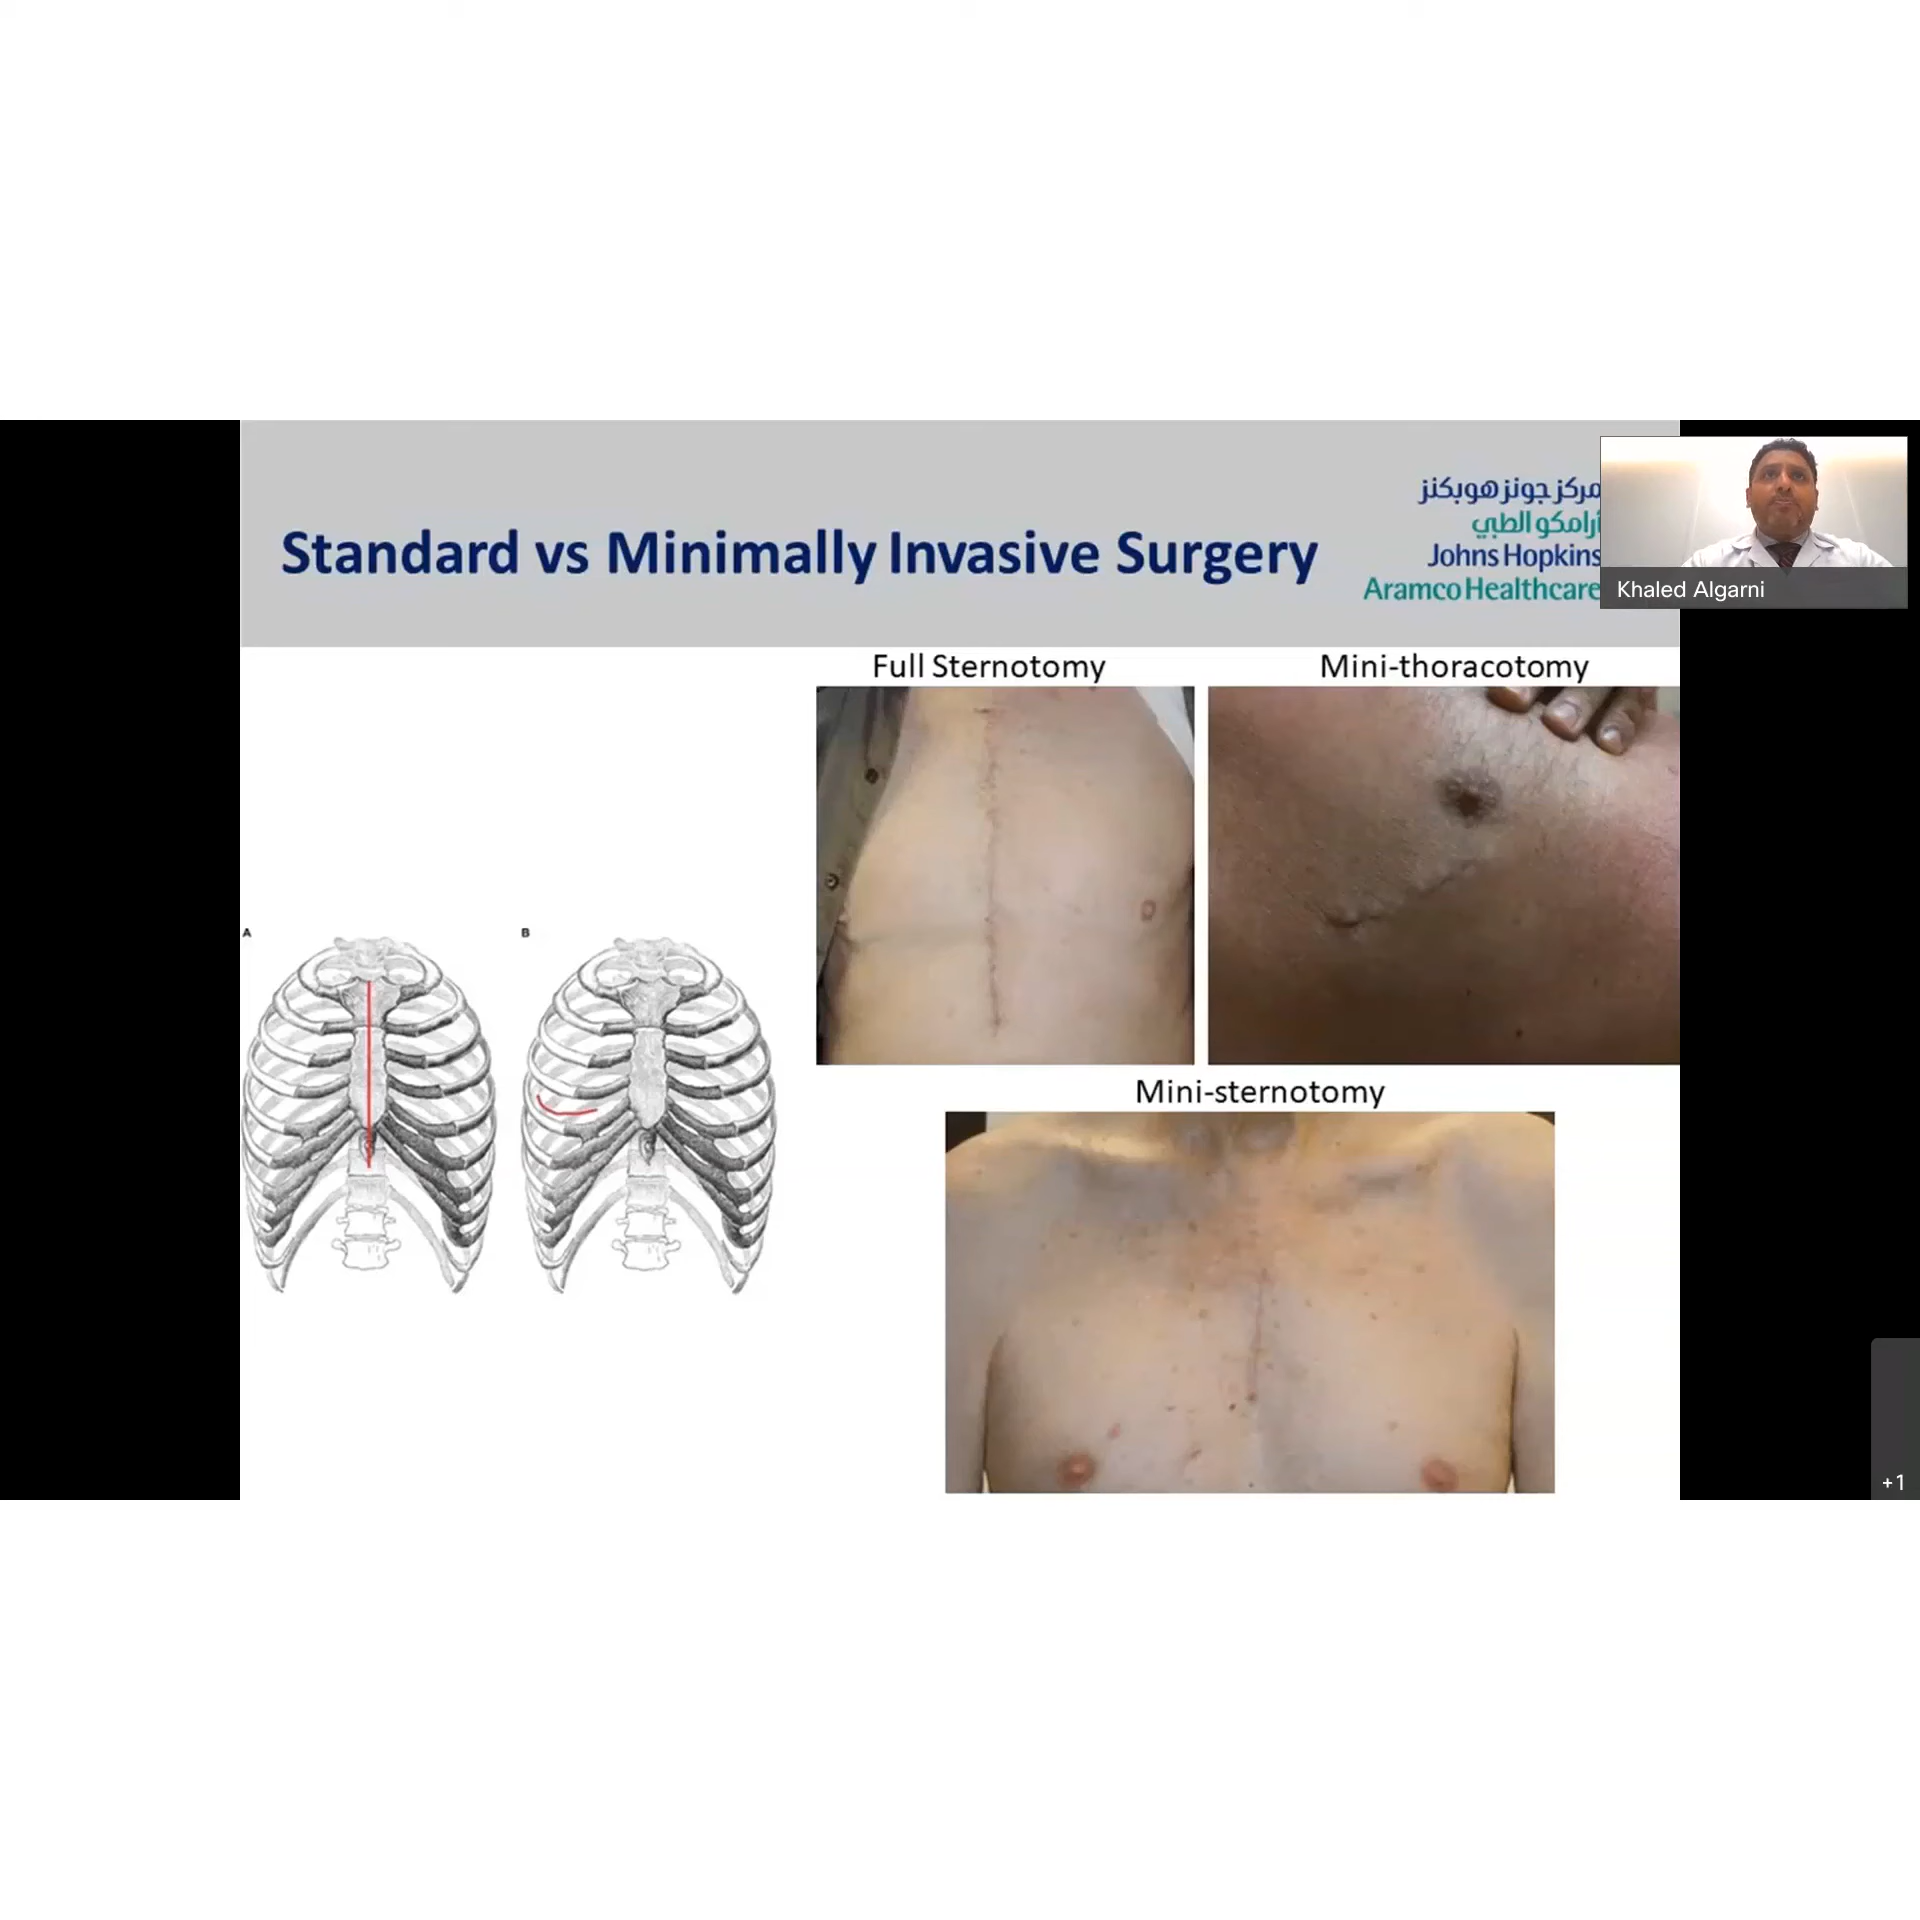 Standard vs Minimally Invasive Surgery
مركز جونز هوبكنز
أرامكو الطبي
Johns Hopkins
Aramco Healthcare
Khaled Algarni
Full Sternotomy
Mini-thoracotomy
A
B
Mini-sternotomy
+1